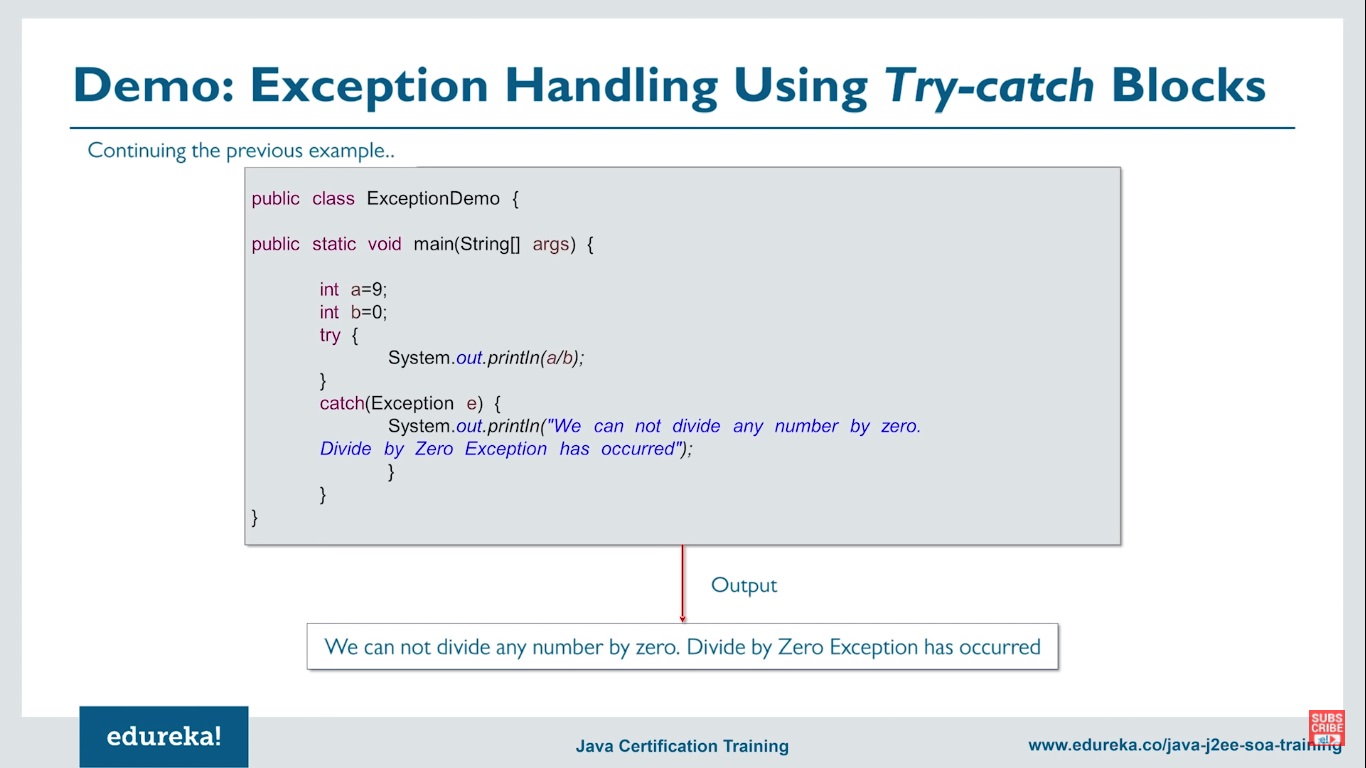 Demo: Exception Handling Using Try-catch Blocks
Continuing the previous example..
public class ExceptionDemo {
public static void main(String[] args) {
int a=9;
int b=0;
try {
System.out.println(a/b);
}
catch(Exception e) {
System.out.println("We can not divide any number by zero.
Divide by Zero Exception has occurred");
}
}
}
Output
We can not divide any number by zero. Divide by Zero Exception has occurred
edureka!
Java Certification Training
www.edureka.co/java-j2ee-soa-training
SUBS
CRIBE